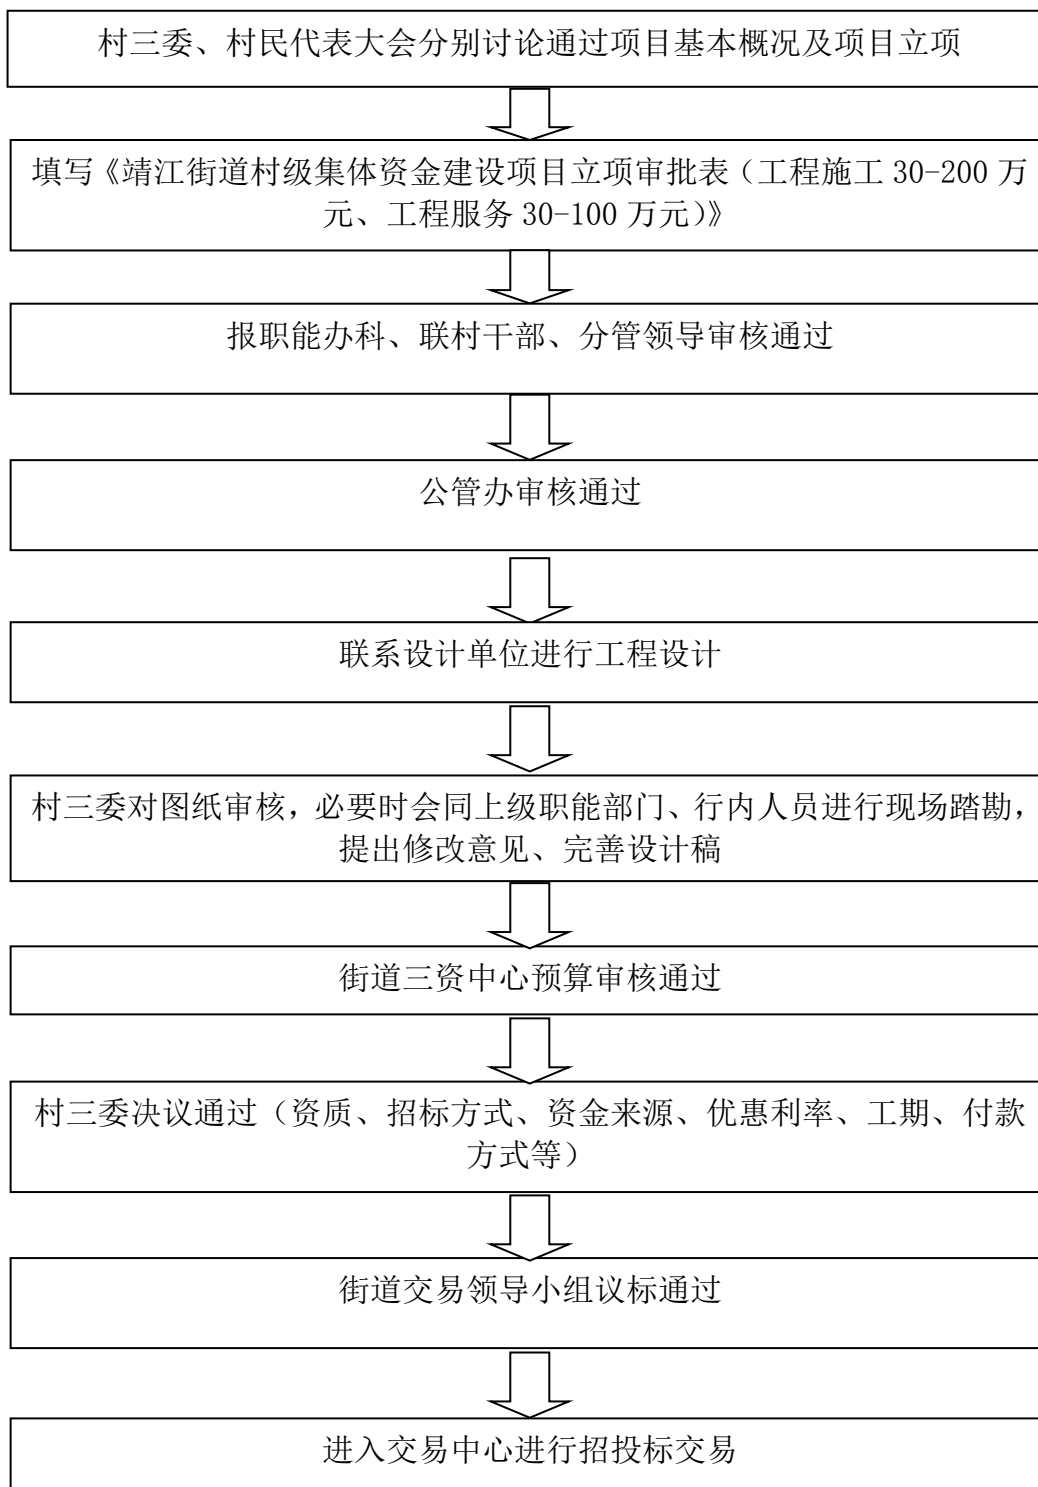 村三委、村民代表大会分别讨论通过项目基本概况及项目立项
填写《靖江街道村级集体资金建设项目立项审批表（工程施工 30-200 万
元、工程服务 30-100 万元）》
报职能办科、联村干部、分管领导审核通过
公管办审核通过
联系设计单位进行工程设计
村三委对图纸审核，必要时会同上级职能部门、行内人员进行现场踏勘，
提出修改意见、完善设计稿
街道三资中心预算审核通过
村三委决议通过（资质、招标方式、资金来源、优惠利率、工期、付款
方式等）
街道交易领导小组议标通过
进入交易中心进行招投标交易